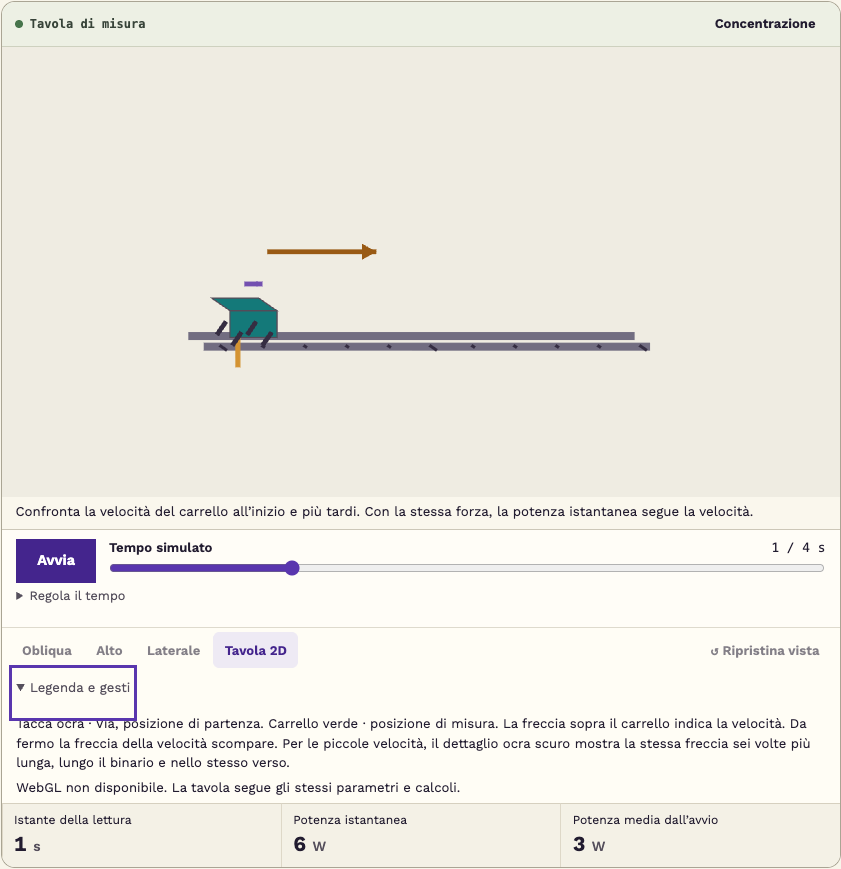 Tavola di misura
Concentrazione
Confronta la velocità del carrello all’inizio e più tardi. Con la stessa forza, la potenza istantanea segue la velocità.
Avvia
Tempo simulato
1 / 4 s
Regola il tempo
Obliqua
Alto
Laterale
Tavola 2D
↺ Ripristina vista
Legenda e gesti
Tacca ocra · Via, posizione di partenza. Carrello verde · posizione di misura. La freccia sopra il carrello indica la velocità. Da
fermo la freccia della velocità scompare. Per le piccole velocità, il dettaglio ocra scuro mostra la stessa freccia sei volte più
lunga, lungo il binario e nello stesso verso.
WebGL non disponibile. La tavola segue gli stessi parametri e calcoli.
Istante della lettura
1 s
Potenza istantanea
6 W
Potenza media dall’avvio
3 W